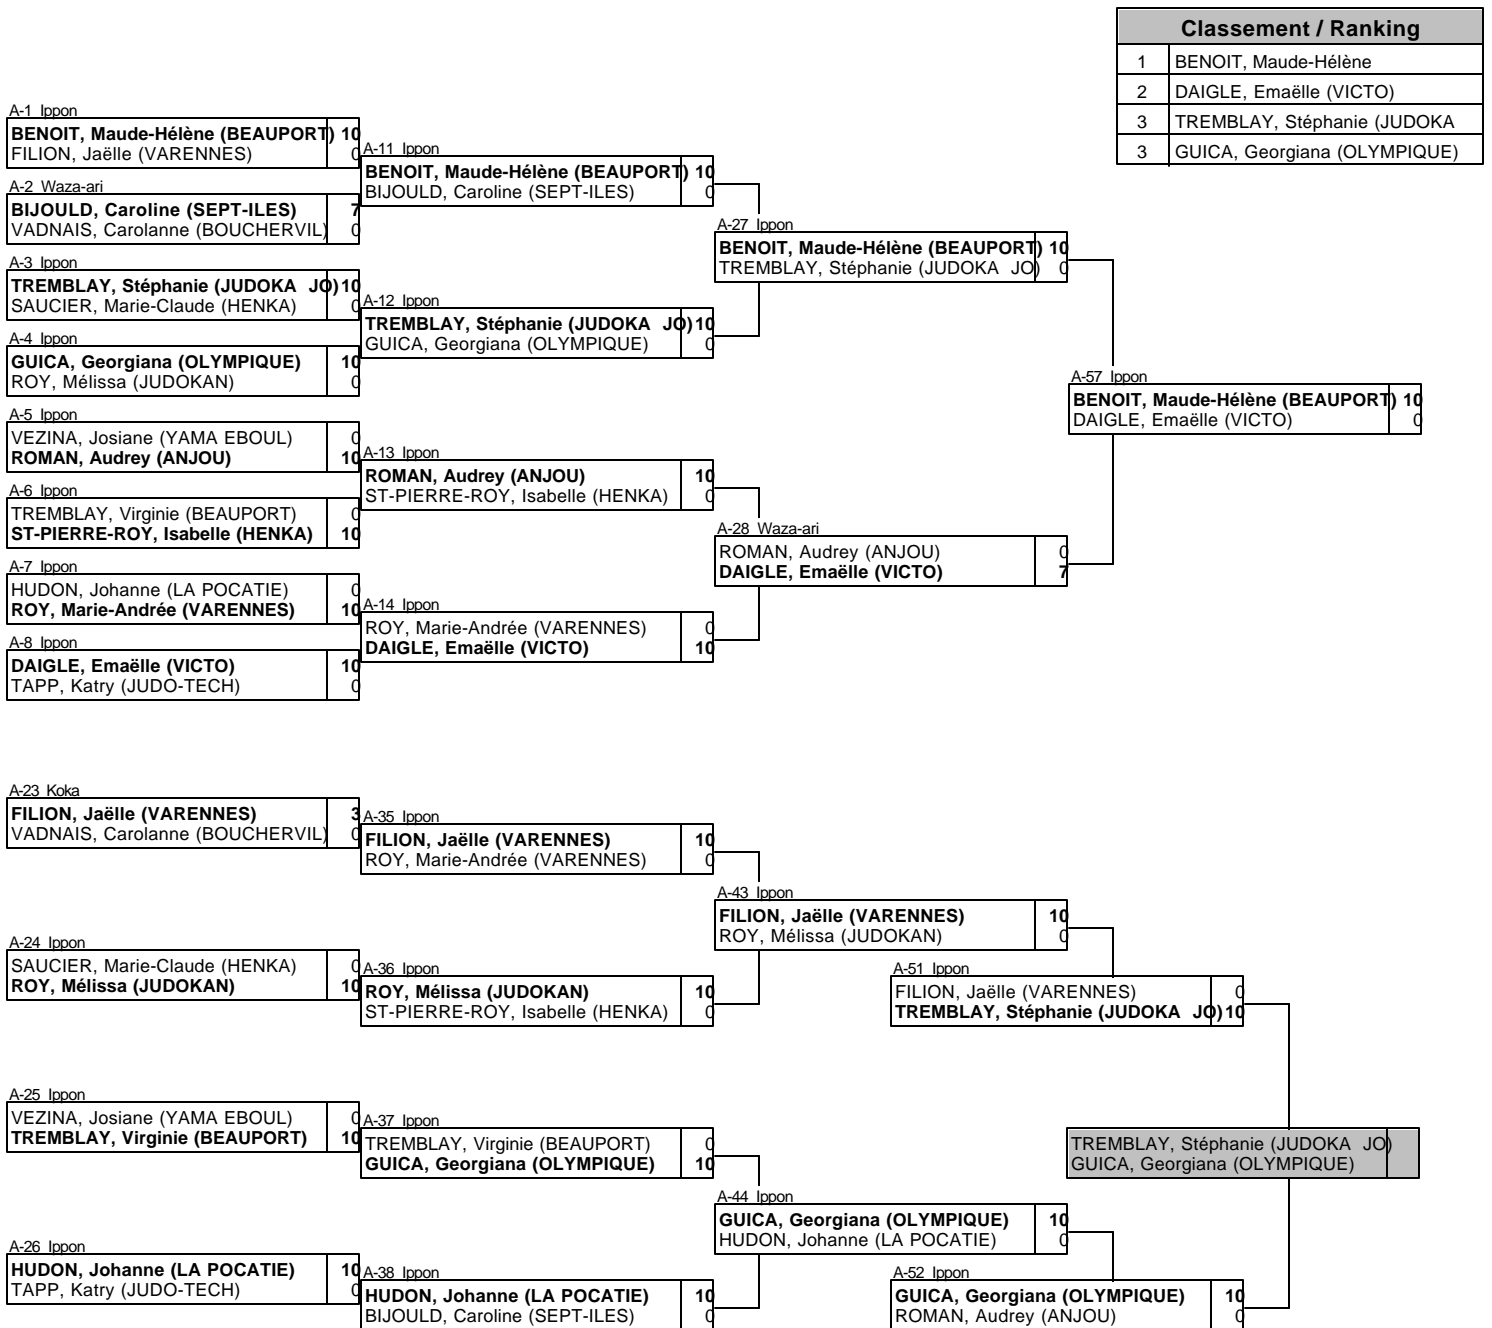 Classement / Ranking
1 BENOIT, Maude-Hélène
2 DAIGLE, Emaëlle (VICTO)
3 TREMBLAY, Stéphanie (JUDOKA
3 GUICA, Georgiana (OLYMPIQUE)
A-1 Ippon
BENOIT, Maude-Hélène (BEAUPORT) 10
FILION, Jaëlle (VARENNES) 0
A-2 Waza-ari
BIJOULD, Caroline (SEPT-ILES) 7
VADNAIS, Carolanne (BOUCHERVIL) 0
A-3 Ippon
TREMBLAY, Stéphanie (JUDOKA JO) 10
SAUCIER, Marie-Claude (HENKA) 0
A-4 Ippon
GUICA, Georgiana (OLYMPIQUE) 10
ROY, Mélissa (JUDOKAN) 0
A-5 Ippon
VEZINA, Josiane (YAMA EBOUL) 0
ROMAN, Audrey (ANJOU) 10
A-6 Ippon
TREMBLAY, Virginie (BEAUPORT) 0
ST-PIERRE-ROY, Isabelle (HENKA) 10
A-7 Ippon
HUDON, Johanne (LA POCATIE) 0
ROY, Marie-Andrée (VARENNES) 10
A-8 Ippon
DAIGLE, Emaëlle (VICTO) 10
TAPP, Katry (JUDO-TECH) 0
A-11 Ippon
BENOIT, Maude-Hélène (BEAUPORT) 10
BIJOULD, Caroline (SEPT-ILES) 0
A-12 Ippon
TREMBLAY, Stéphanie (JUDOKA JO) 10
GUICA, Georgiana (OLYMPIQUE) 0
A-13 Ippon
ROMAN, Audrey (ANJOU) 10
ST-PIERRE-ROY, Isabelle (HENKA) 0
A-14 Ippon
ROY, Marie-Andrée (VARENNES) 0
DAIGLE, Emaëlle (VICTO) 10
A-27 Ippon
BENOIT, Maude-Hélène (BEAUPORT) 10
TREMBLAY, Stéphanie (JUDOKA JO) 0
A-28 Waza-ari
ROMAN, Audrey (ANJOU) 0
DAIGLE, Emaëlle (VICTO) 7
A-57 Ippon
BENOIT, Maude-Hélène (BEAUPORT) 10
DAIGLE, Emaëlle (VICTO) 0
A-23 Koka
FILION, Jaëlle (VARENNES) 3
VADNAIS, Carolanne (BOUCHERVIL) 0
A-24 Ippon
SAUCIER, Marie-Claude (HENKA) 0
ROY, Mélissa (JUDOKAN) 10
A-25 Ippon
VEZINA, Josiane (YAMA EBOUL) 0
TREMBLAY, Virginie (BEAUPORT) 10
A-26 Ippon
HUDON, Johanne (LA POCATIE) 10
TAPP, Katry (JUDO-TECH) 0
A-35 Ippon
FILION, Jaëlle (VARENNES) 10
ROY, Marie-Andrée (VARENNES) 0
A-36 Ippon
ROY, Mélissa (JUDOKAN) 10
ST-PIERRE-ROY, Isabelle (HENKA) 0
A-37 Ippon
TREMBLAY, Virginie (BEAUPORT) 0
GUICA, Georgiana (OLYMPIQUE) 10
A-38 Ippon
HUDON, Johanne (LA POCATIE) 10
BIJOULD, Caroline (SEPT-ILES) 0
A-43 Ippon
FILION, Jaëlle (VARENNES) 10
ROY, Mélissa (JUDOKAN) 0
A-44 Ippon
GUICA, Georgiana (OLYMPIQUE) 10
HUDON, Johanne (LA POCATIE) 0
A-51 Ippon
FILION, Jaëlle (VARENNES) 0
TREMBLAY, Stéphanie (JUDOKA JO) 10
A-52 Ippon
GUICA, Georgiana (OLYMPIQUE) 10
ROMAN, Audrey (ANJOU) 0
TREMBLAY, Stéphanie (JUDOKA JO)
GUICA, Georgiana (OLYMPIQUE)